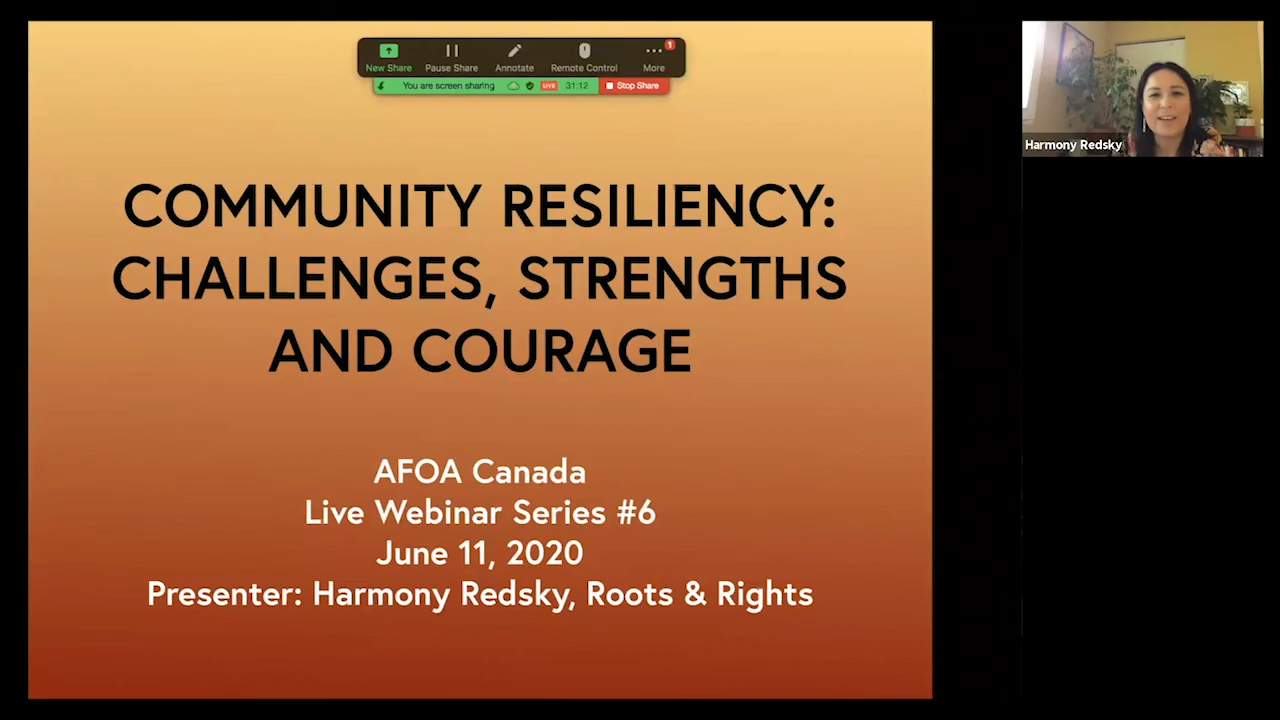 1
New Share
Pause Share
Annotate
Remote Control
More
You are screen sharing
LIVE
31:12
Stop Share
Harmony Redsky
COMMUNITY RESILIENCY:
CHALLENGES, STRENGTHS
AND COURAGE
AFOA Canada
Live Webinar Series #6
June 11, 2020
Presenter: Harmony Redsky, Roots & Rights